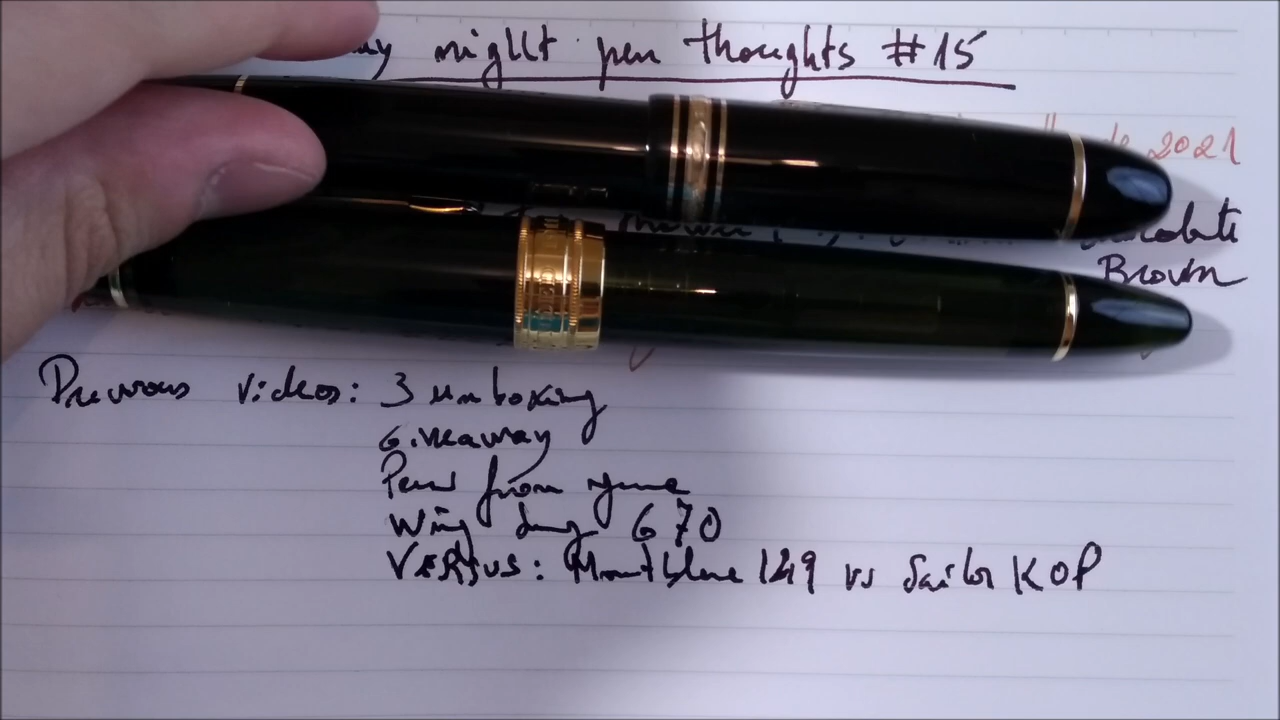 night pen thoughts #15
2021
Brown
Previous videos: 3 unboxing
Giveaway
Pens from
Wing Sung 670
VERSUS: Montblanc 149 vs Sailor KOP